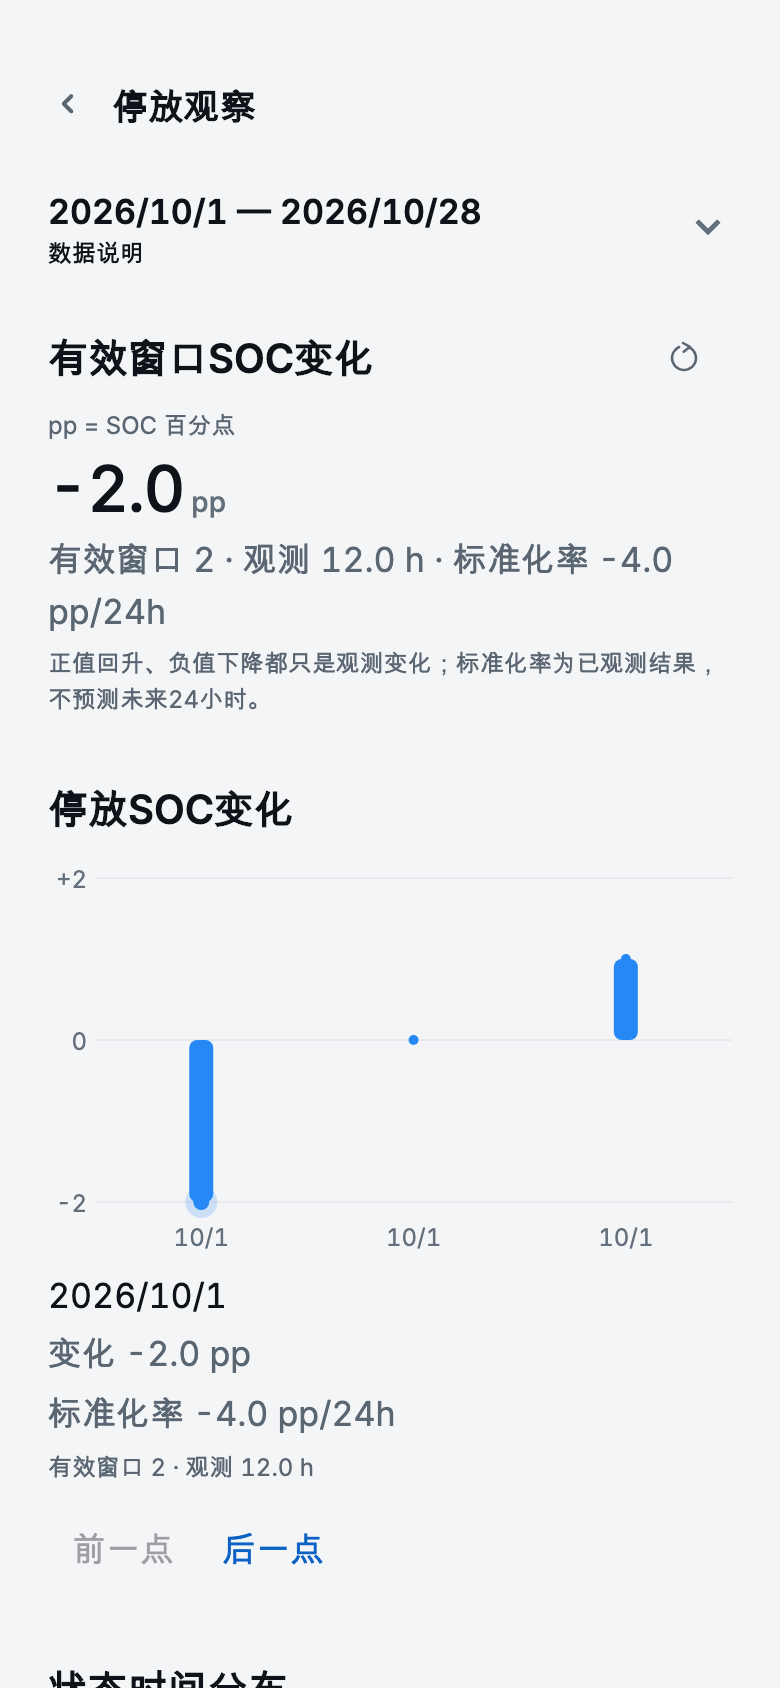 停放观察
2026/10/1 — 2026/10/28
数据说明
有效窗口SOC变化
pp = SOC 百分点
-2.0 pp
有效窗口 2 · 观测 12.0 h · 标准化率 -4.0
pp/24h
正值回升、负值下降都只是观测变化；标准化率为已观测结果，
不预测未来24小时。
停放SOC变化
+2
0
-2
10/1 10/1 10/1
2026/10/1
变化 -2.0 pp
标准化率 -4.0 pp/24h
有效窗口 2 · 观测 12.0 h
前一点 后一点
状态时间分布